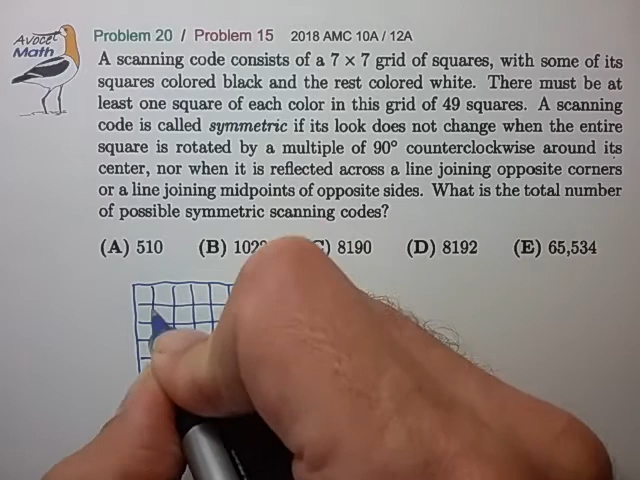 Avocet
Math
Problem 20 / Problem 15 2018 AMC 10A / 12A
A scanning code consists of a 7 × 7 grid of squares, with some of its
squares colored black and the rest colored white. There must be at
least one square of each color in this grid of 49 squares. A scanning
code is called symmetric if its look does not change when the entire
square is rotated by a multiple of 90° counterclockwise around its
center, nor when it is reflected across a line joining opposite corners
or a line joining midpoints of opposite sides. What is the total number
of possible symmetric scanning codes?
(A) 510 (B) ) 8190 (D) 8192 (E) 65,534